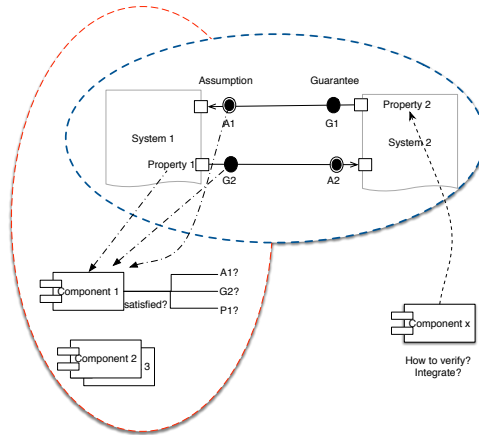 Assumption
Guarantee
Property 2
A1
G1
System 1
System 2
Property 1
G2
A2
Component 1
satisfied?
A1?
G2?
P1?
Component x
Component 2
3
How to verify?
Integrate?